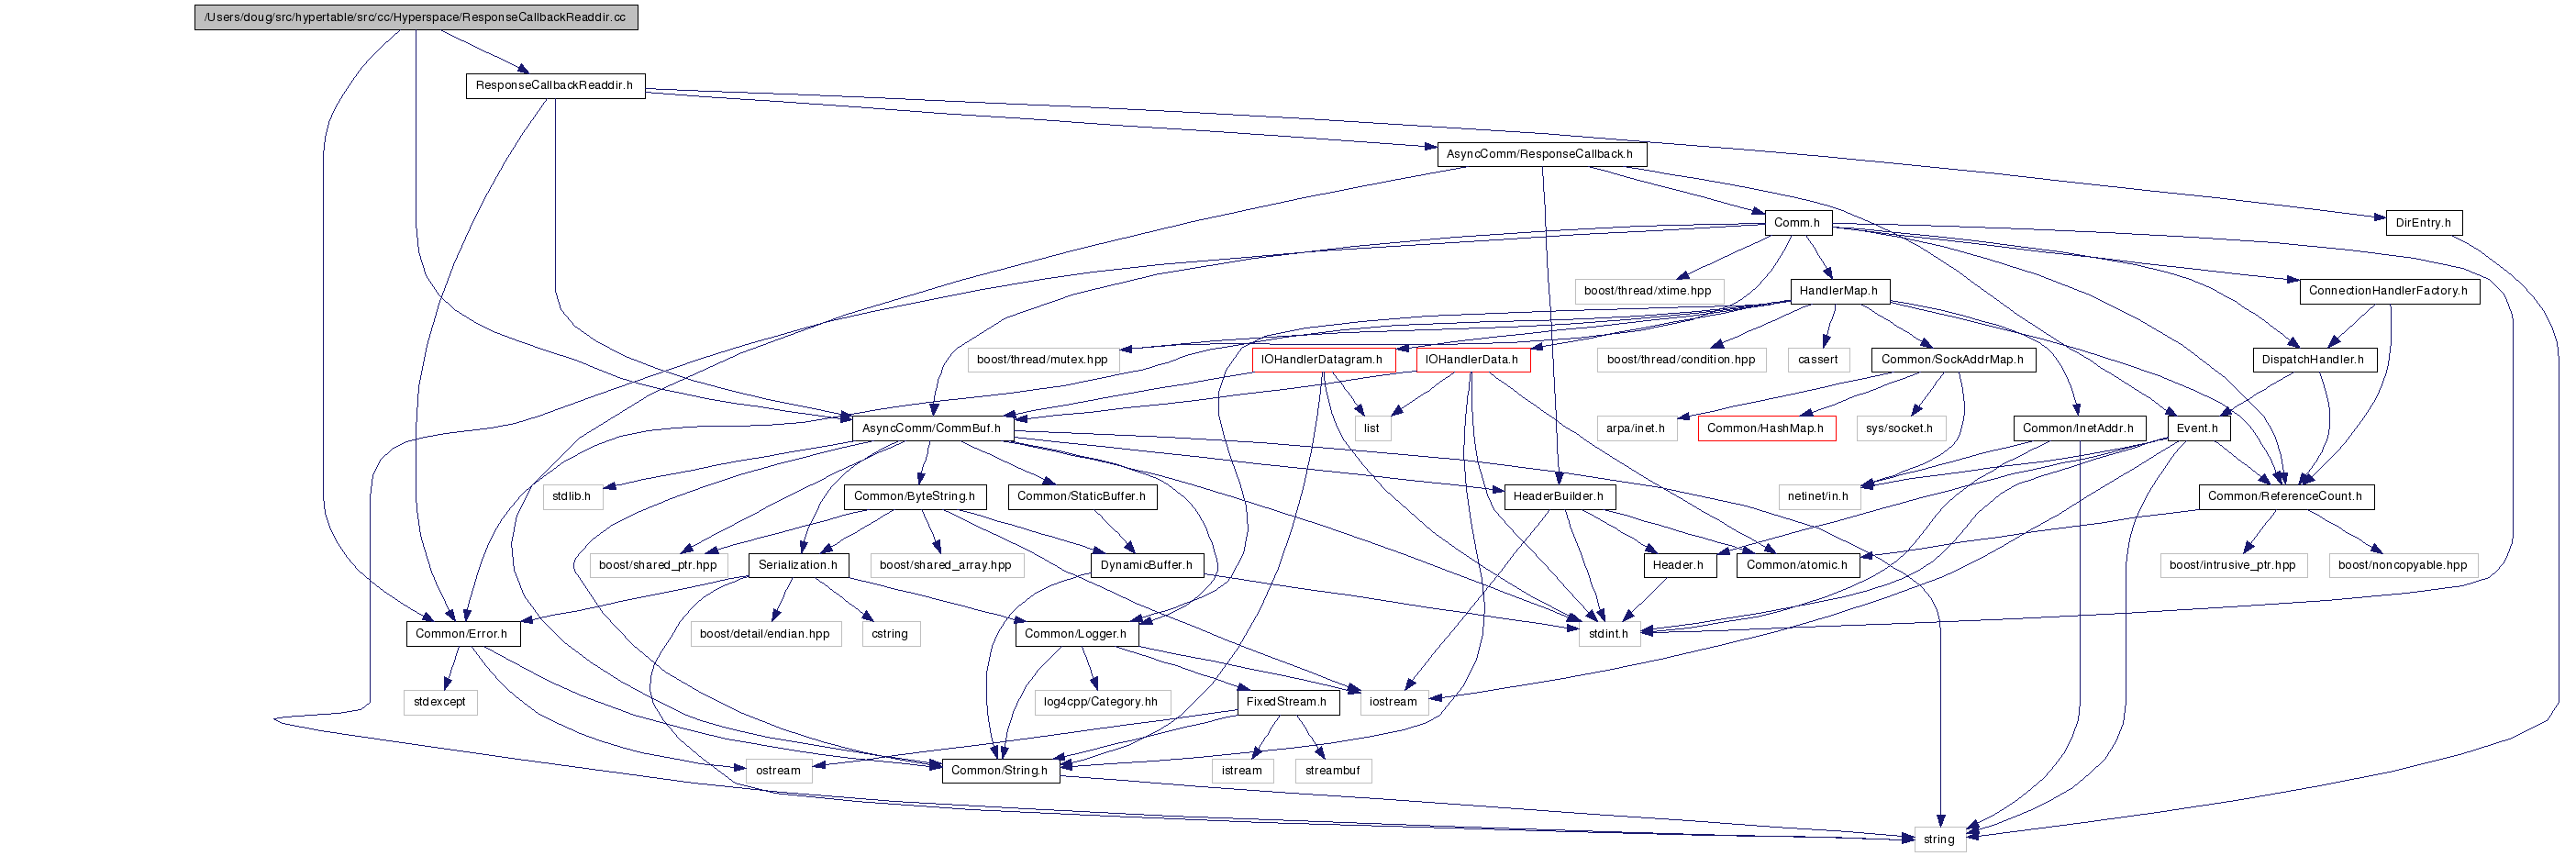 /Users/doug/src/hypertable/src/cc/Hyperspace/ResponseCallbackReaddir.cc
ResponseCallbackReaddir.h
AsyncComm/ResponseCallback.h
Comm.h
DirEntry.h
boost/thread/xtime.hpp
HandlerMap.h
ConnectionHandlerFactory.h
boost/thread/mutex.hpp
IOHandlerDatagram.h
IOHandlerData.h
boost/thread/condition.hpp
cassert
Common/SockAddrMap.h
DispatchHandler.h
AsyncComm/CommBuf.h
list
arpa/inet.h
Common/HashMap.h
sys/socket.h
Common/InetAddr.h
Event.h
stdlib.h
Common/ByteString.h
Common/StaticBuffer.h
HeaderBuilder.h
netinet/in.h
Common/ReferenceCount.h
boost/shared_ptr.hpp
Serialization.h
boost/shared_array.hpp
DynamicBuffer.h
Header.h
Common/atomic.h
boost/intrusive_ptr.hpp
boost/noncopyable.hpp
Common/Error.h
boost/detail/endian.hpp
cstring
Common/Logger.h
stdint.h
stdexcept
log4cpp/Category.hh
FixedStream.h
iostream
ostream
Common/String.h
istream
streambuf
string